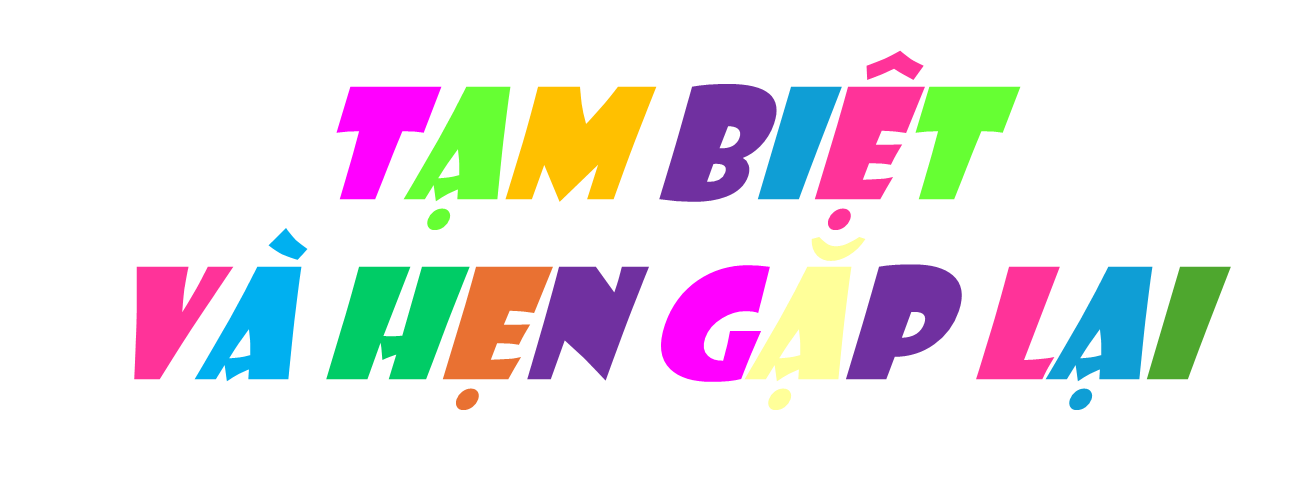 TẠM BIỆT
VÀ HẸN GẶP LẠI